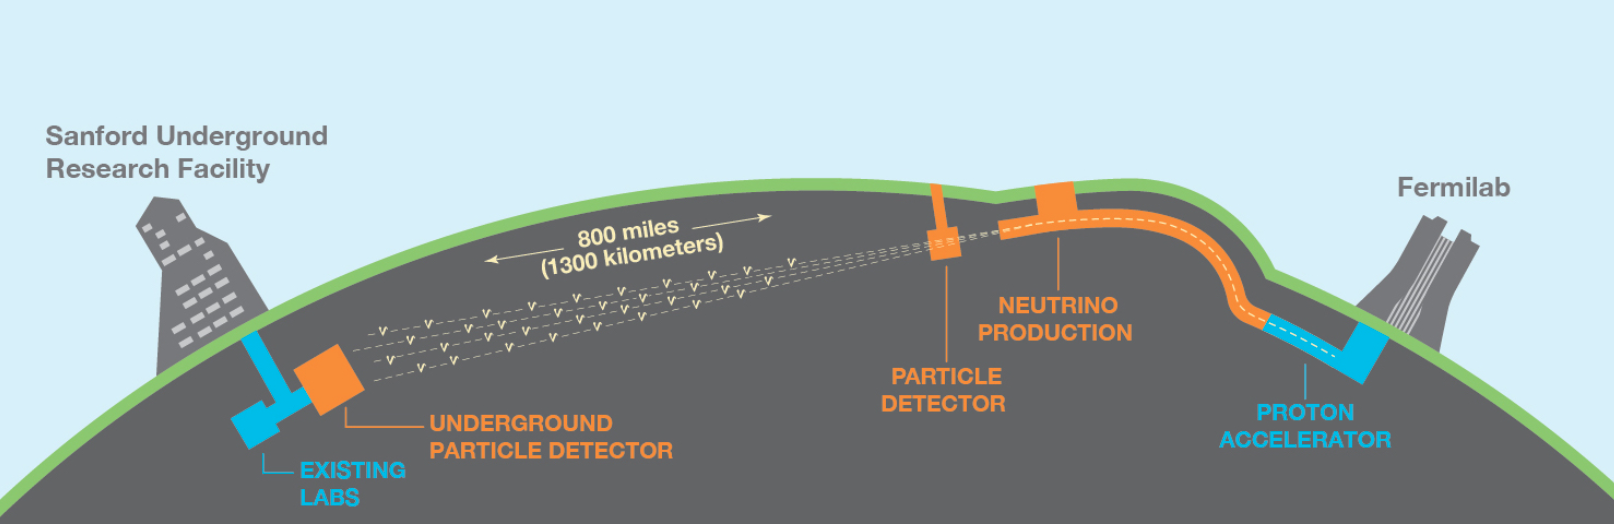 Sanford Underground
Research Facility
Fermilab
800 miles
(1300 kilometers)
NEUTRINO
PRODUCTION
PARTICLE
DETECTOR
PROTON
ACCELERATOR
UNDERGROUND
PARTICLE DETECTOR
EXISTING
LABS